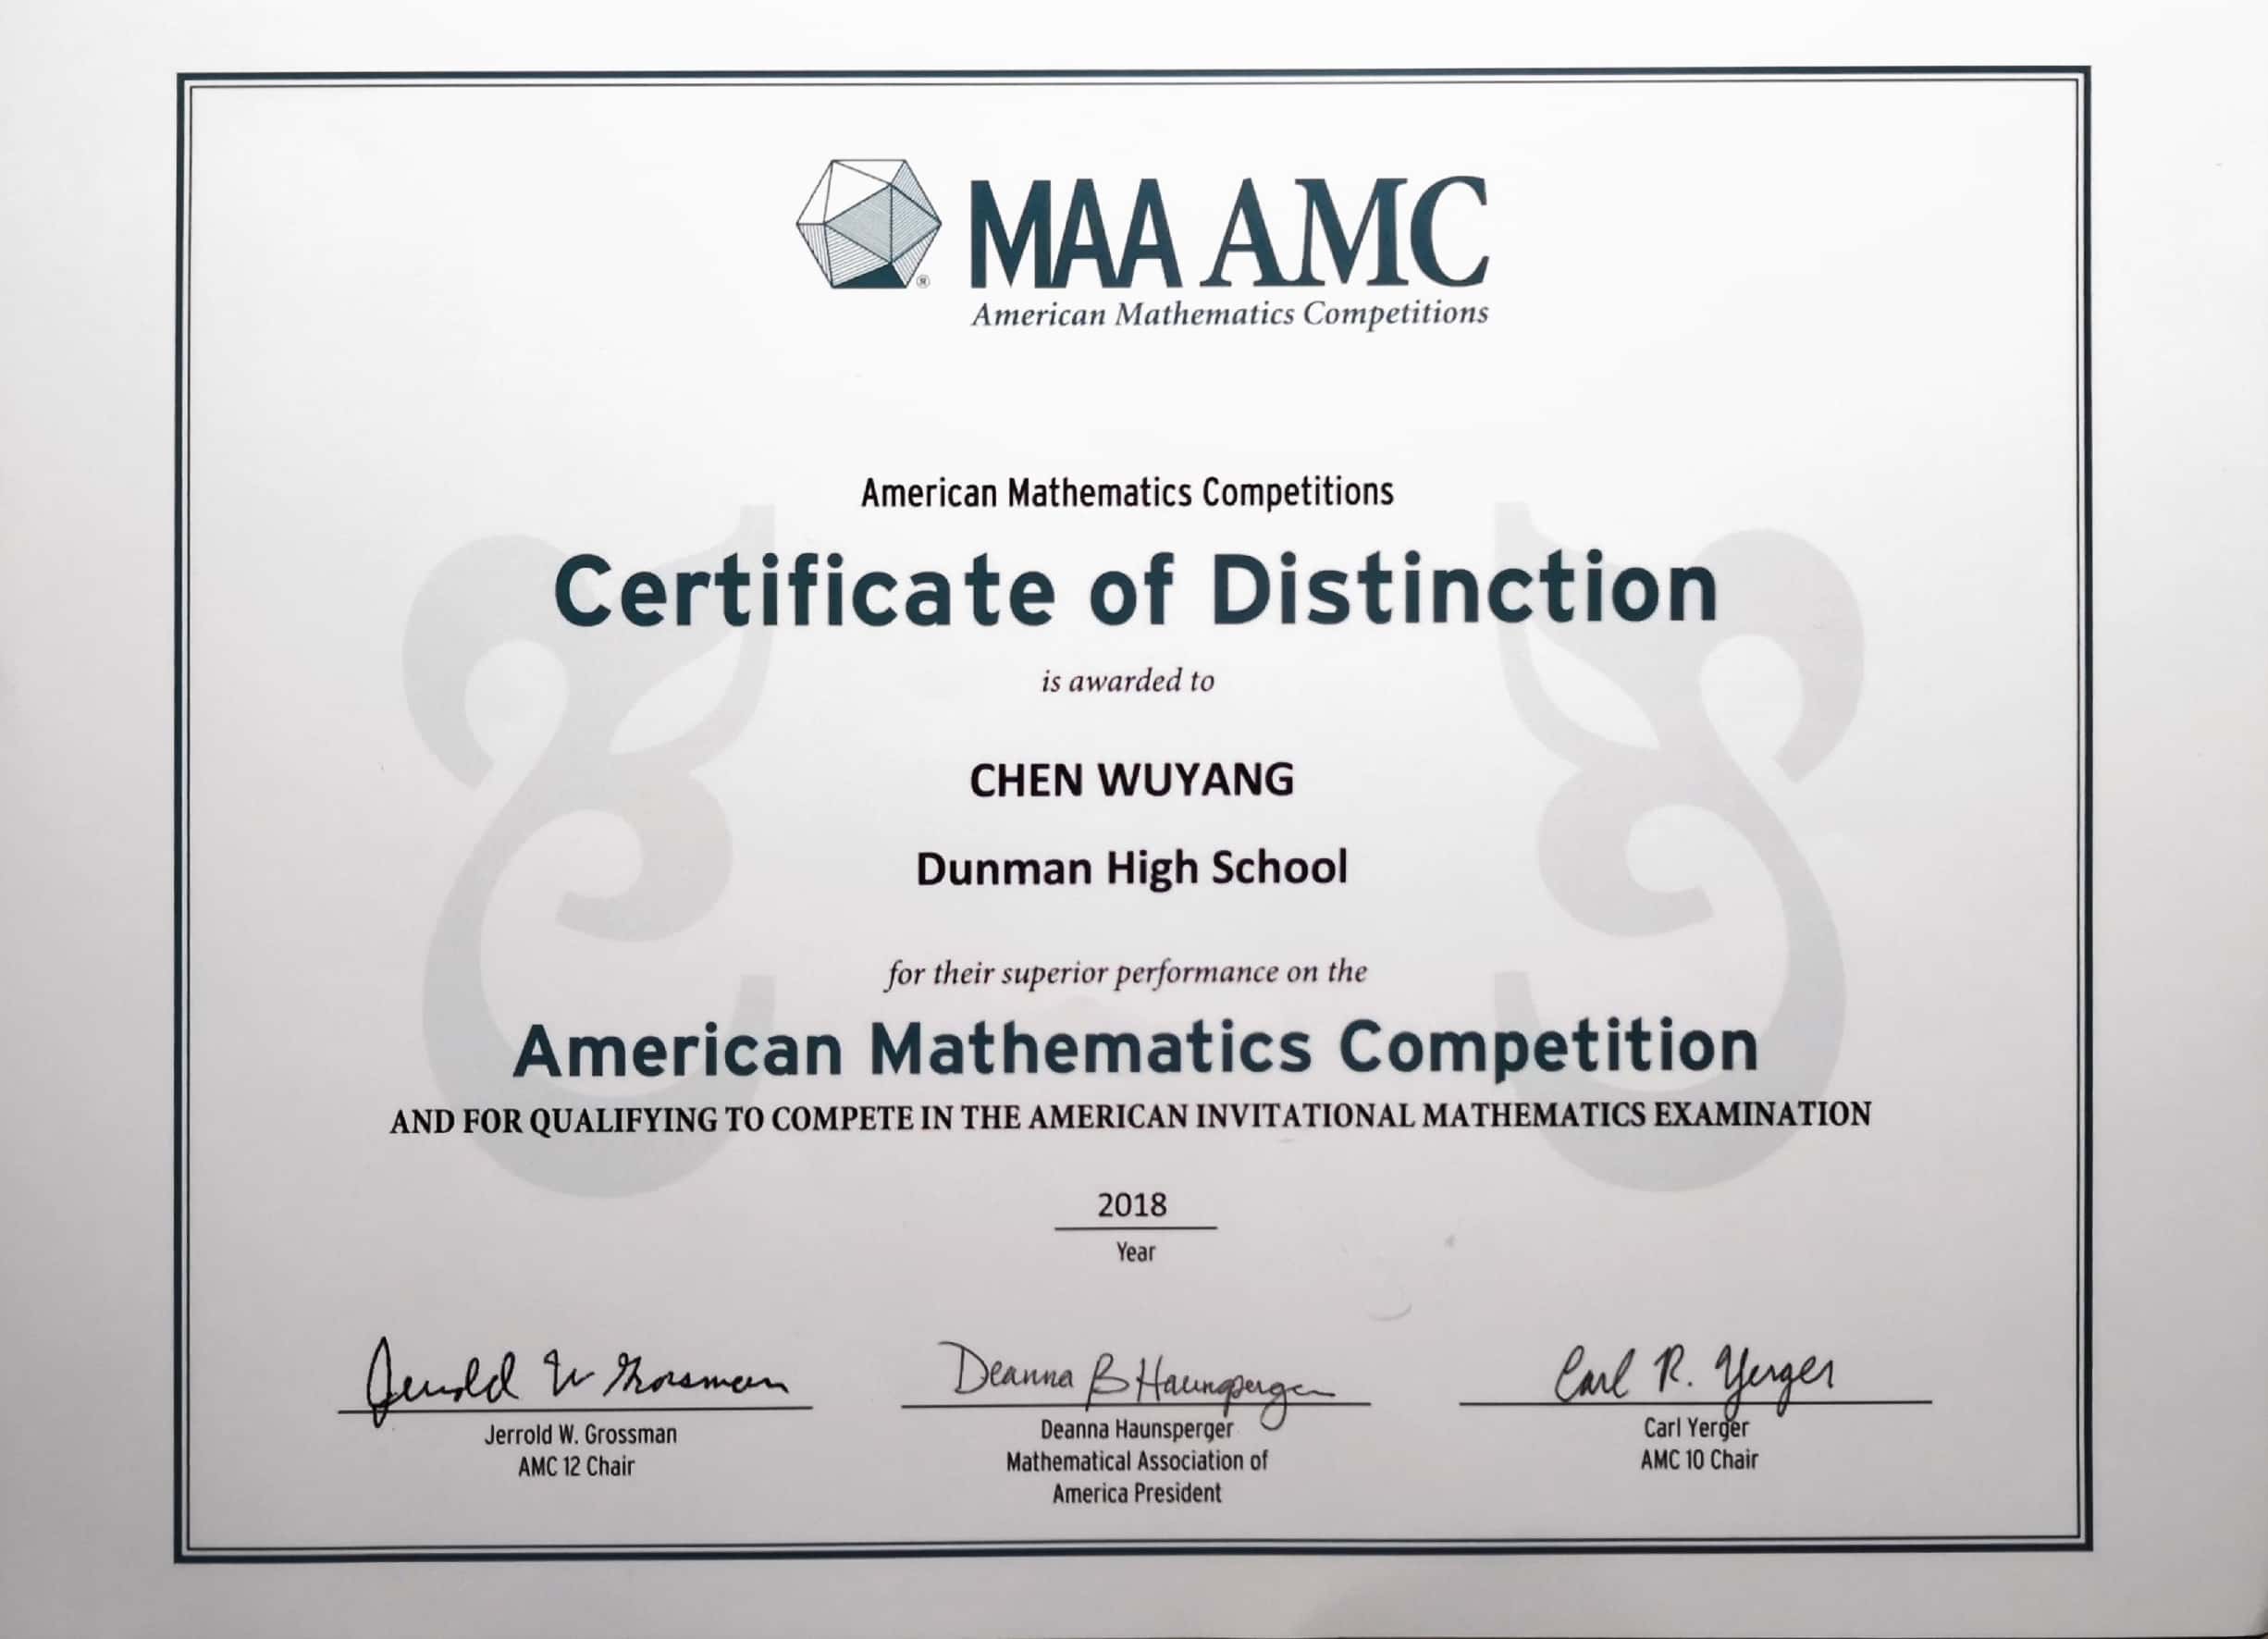 MAA AMC
American Mathematics Competitions
American Mathematics Competitions
Certificate of Distinction
is awarded to
CHEN WUYANG
Dunman High School
for their superior performance on the
American Mathematics Competition
AND FOR QUALIFYING TO COMPETE IN THE AMERICAN INVITATIONAL MATHEMATICS EXAMINATION
2018
Year
Jerrold W Grossman
Deanna B Haunsperger
Carl R. Yerger
Jerrold W. Grossman
AMC 12 Chair
Deanna Haunsperger
Mathematical Association of
America President
Carl Yerger
AMC 10 Chair